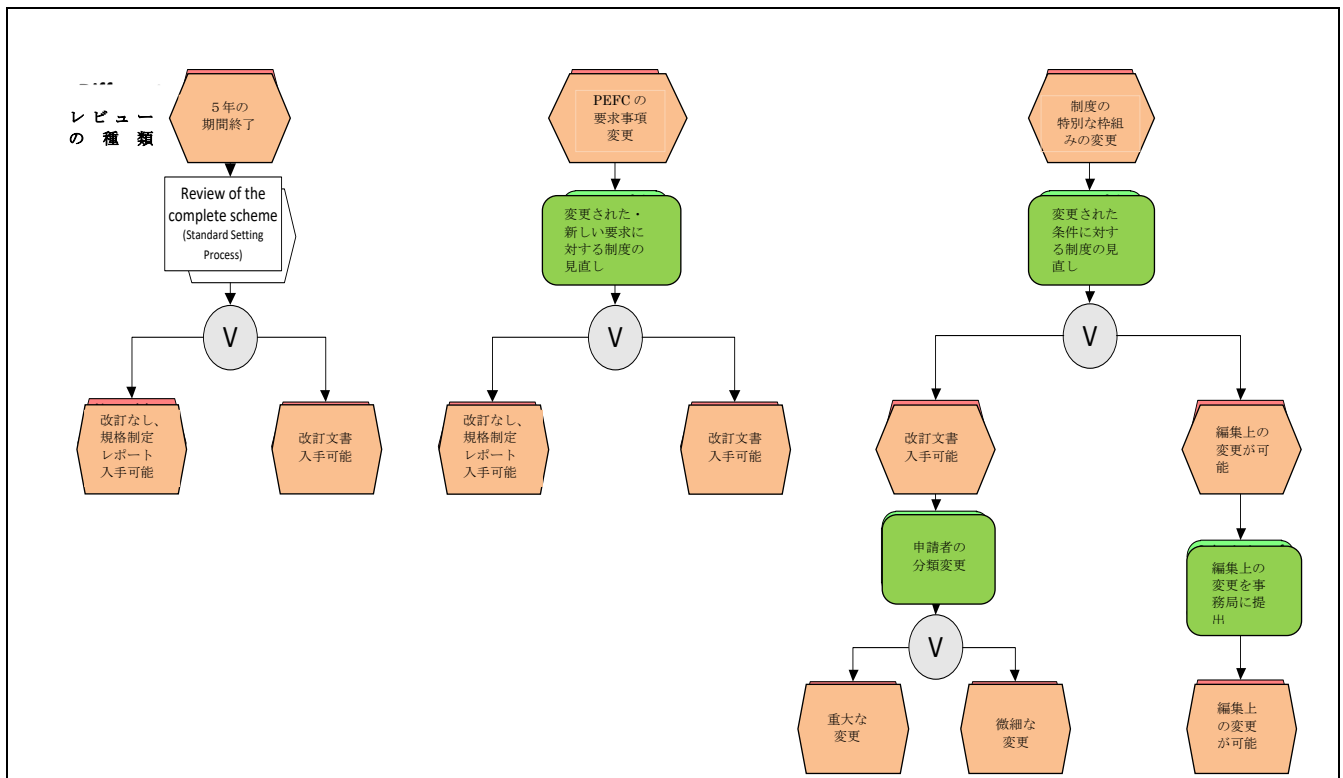 レビュー
の種類
５年の
期間終了
Review of the
complete scheme
(Standard Setting
Process)
V
改訂なし、
規格制定
レポート
入手可能
改訂文書
入手可能
PEFC の
要求事項
変更
変更された・
新しい要求に
対する制度の
見直し
V
改訂なし、
規格制定
レポート
入手可能
改訂文書
入手可能
制度の
特別な枠組
みの変更
変更された
条件に対す
る制度の見
直し
V
改訂文書
入手可能
申請者の
分類変更
V
重大な
変更
微細な
変更
編集上の
変更が可
能
編集上の
変更を事
務局に提
出
編集上
の変更
が可能